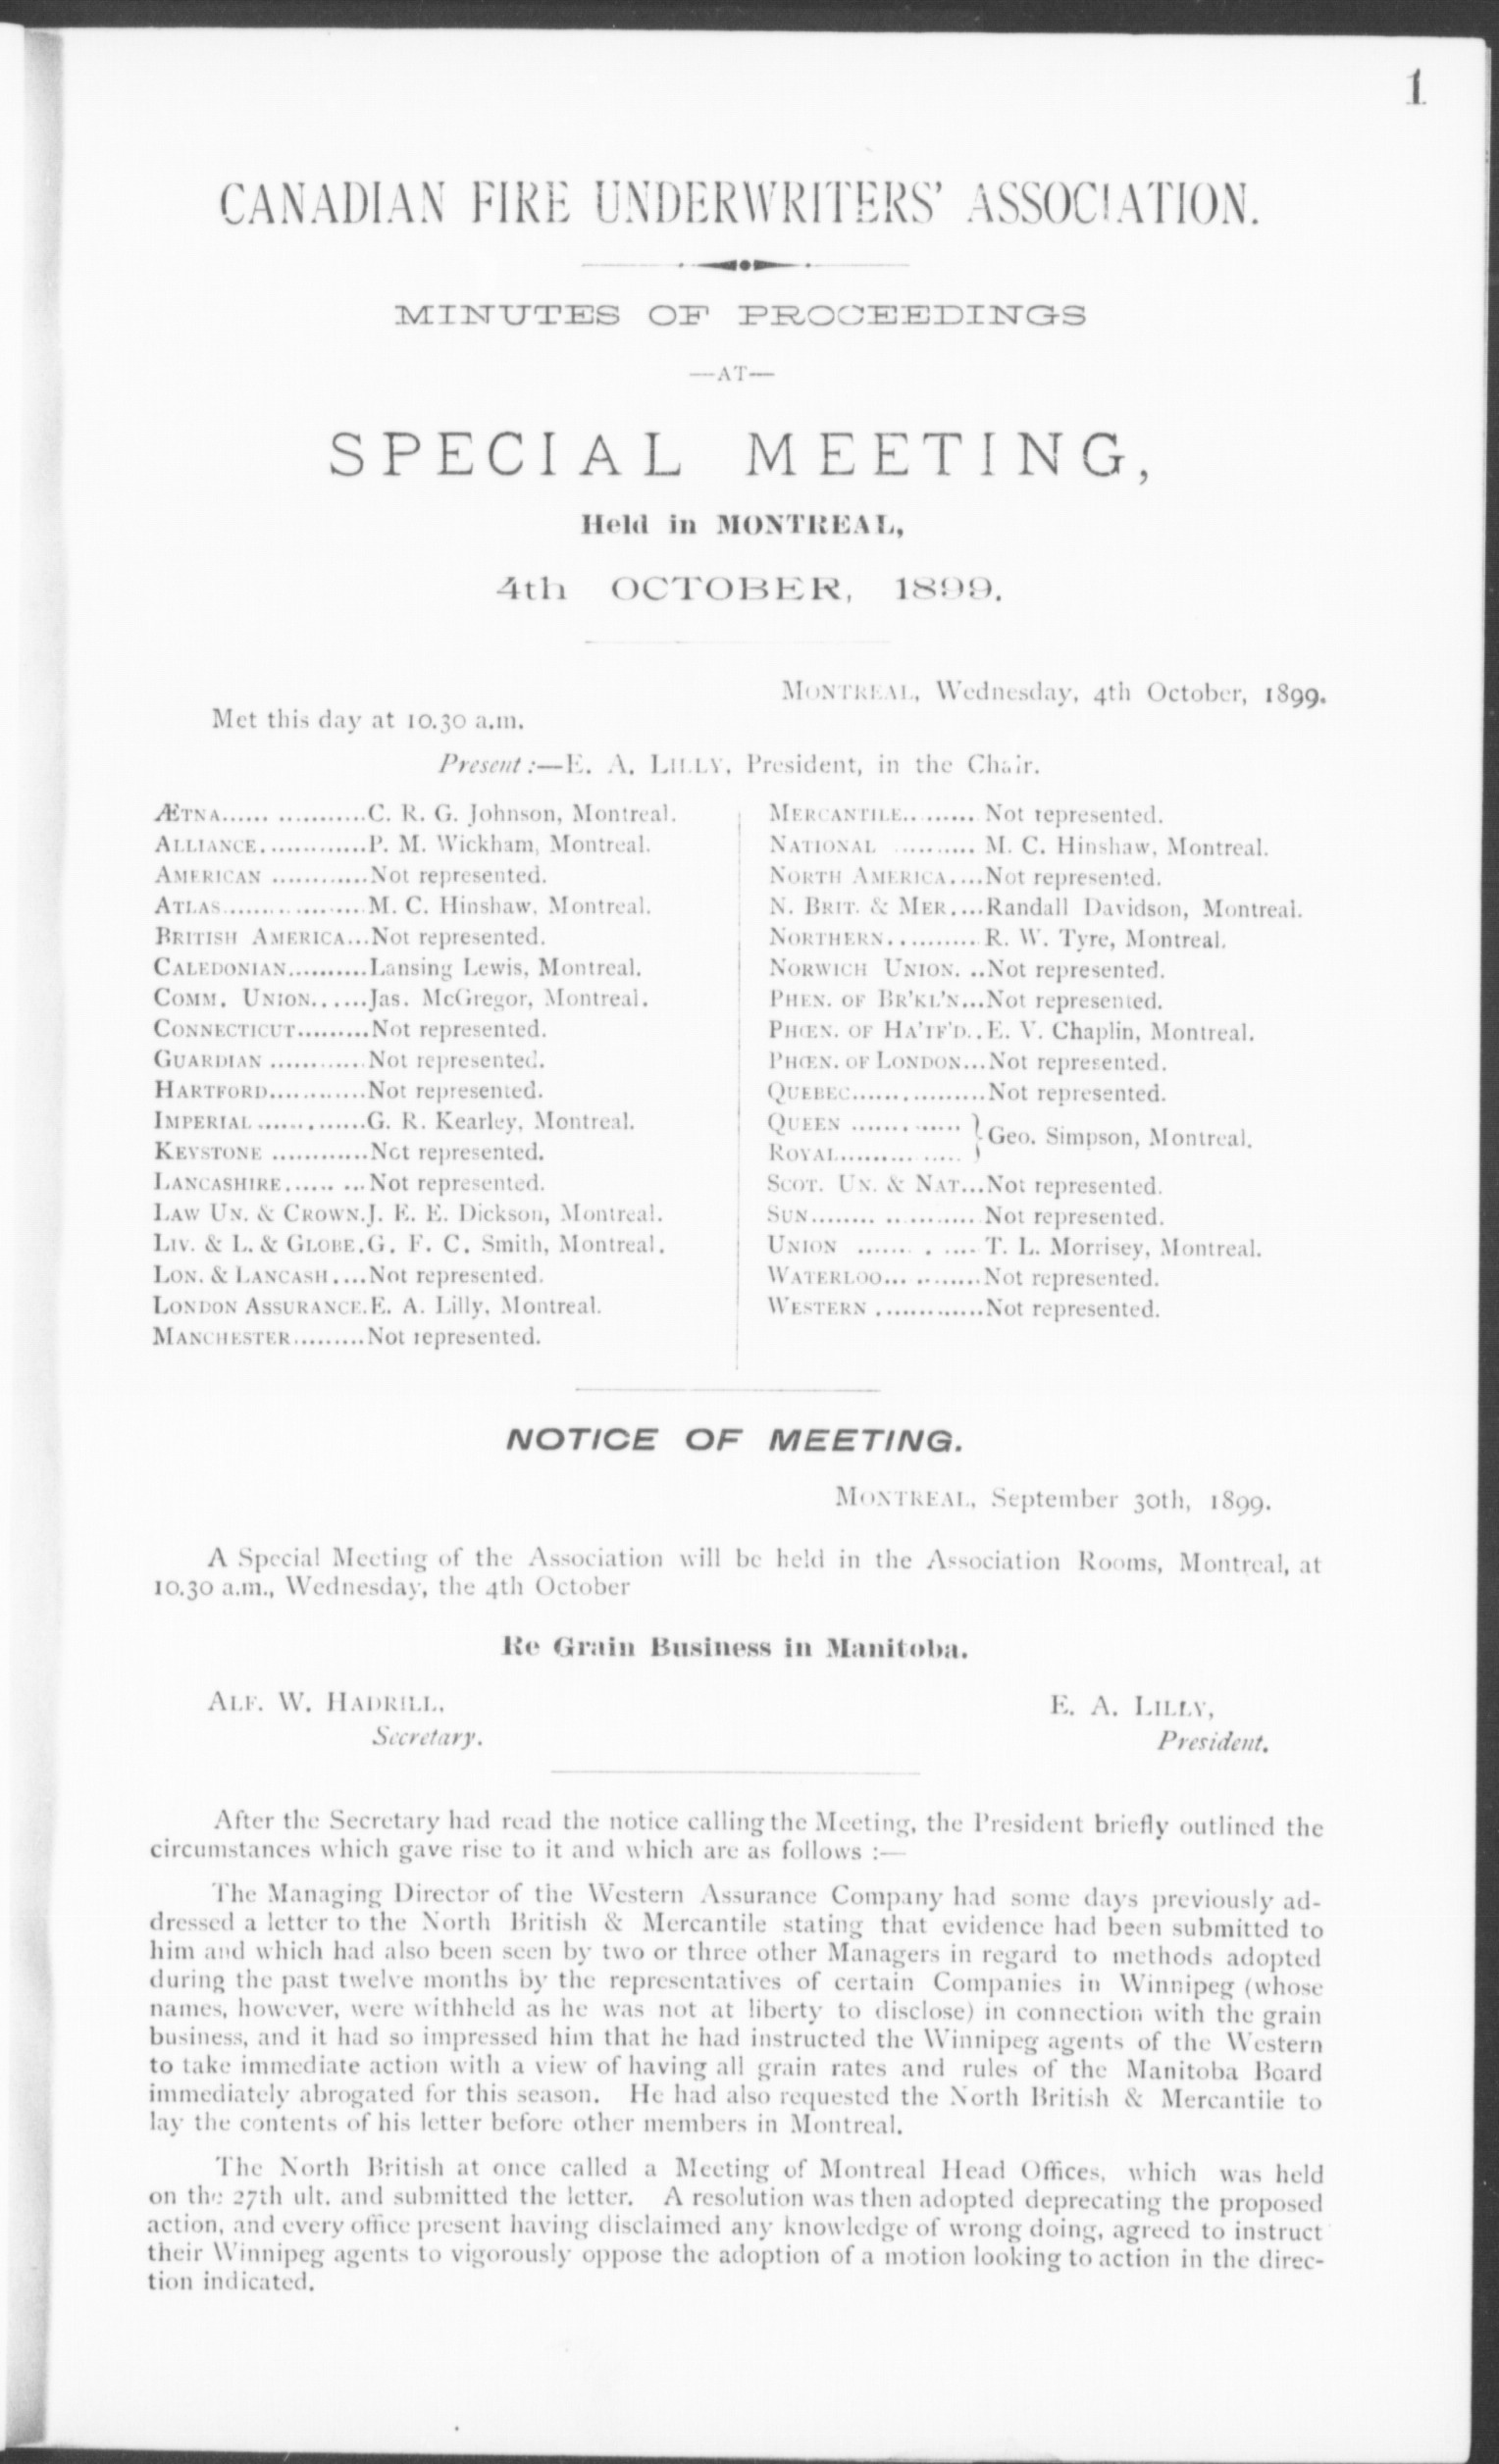 1
CANADIAN FIRE UNDERWRITERS' ASSOCIATION.
MINUTES OF PROCEEDINGS
—AT—
SPECIAL MEETING,
Held in MONTREAL,
4th OCTOBER, 1899.
MONTREAL, Wednesday, 4th October, 1899.
Met this day at 10.30 a.m.
Present :—E. A. LILLY, President, in the Chair.
ÆTNA.................C. R. G. Johnson, Montreal.
ALLIANCE.............P. M. Wickham, Montreal.
AMERICAN ............Not represented.
ATLAS..................M. C. Hinshaw, Montreal.
BRITISH AMERICA...Not represented.
CALEDONIAN..........Lansing Lewis, Montreal.
COMM. UNION.......Jas. McGregor, Montreal.
CONNECTICUT.........Not represented.
GUARDIAN ............Not represented.
HARTFORD............Not represented.
IMPERIAL..............G. R. Kearley, Montreal.
KEYSTONE ............Not represented.
LANCASHIRE...... ...Not represented.
LAW UN. & CROWN.J. E. E. Dickson, Montreal.
LIV. & L. & GLOBE.G. F. C. Smith, Montreal.
LON. & LANCASH....Not represented.
LONDON ASSURANCE.E. A. Lilly, Montreal.
MANCHESTER.........Not represented.
MERCANTILE.. ....... Not represented.
NATIONAL .......... M. C. Hinshaw, Montreal.
NORTH AMERICA....Not represented.
N. BRIT. & MER....Randall Davidson, Montreal.
NORTHERN........... R. W. Tyre, Montreal.
NORWICH UNION. ..Not represented.
PHEN. OF BR'KL'N...Not represented.
PHŒN. OF HA'TF'D..E. V. Chaplin, Montreal.
PHŒN. OF LONDON...Not represented.
QUEBEC.................Not represented.
QUEEN .............
ROYAL......... ..... } Geo. Simpson, Montreal.
SCOT. UN. & NAT...Not represented.
SUN........ ............ Not represented.
UNION ....... . .... T. L. Morrisey, Montreal.
WATERLOO... .........Not represented.
WESTERN .............Not represented.
NOTICE OF MEETING.
MONTREAL, September 30th, 1899.
A Special Meeting of the Association will be held in the Association Rooms, Montreal, at
10.30 a.m., Wednesday, the 4th October
Re Grain Business in Manitoba.
ALF. W. HADRILL,
Secretary.
E. A. LILLY,
President.
After the Secretary had read the notice calling the Meeting, the President briefly outlined the
circumstances which gave rise to it and which are as follows :—
The Managing Director of the Western Assurance Company had some days previously ad-
dressed a letter to the North British & Mercantile stating that evidence had been submitted to
him and which had also been seen by two or three other Managers in regard to methods adopted
during the past twelve months by the representatives of certain Companies in Winnipeg (whose
names, however, were withheld as he was not at liberty to disclose) in connection with the grain
business, and it had so impressed him that he had instructed the Winnipeg agents of the Western
to take immediate action with a view of having all grain rates and rules of the Manitoba Board
immediately abrogated for this season. He had also requested the North British & Mercantile to
lay the contents of his letter before other members in Montreal.
The North British at once called a Meeting of Montreal Head Offices, which was held
on the 27th ult. and submitted the letter. A resolution was then adopted deprecating the proposed
action, and every office present having disclaimed any knowledge of wrong doing, agreed to instruct
their Winnipeg agents to vigorously oppose the adoption of a motion looking to action in the direc-
tion indicated.